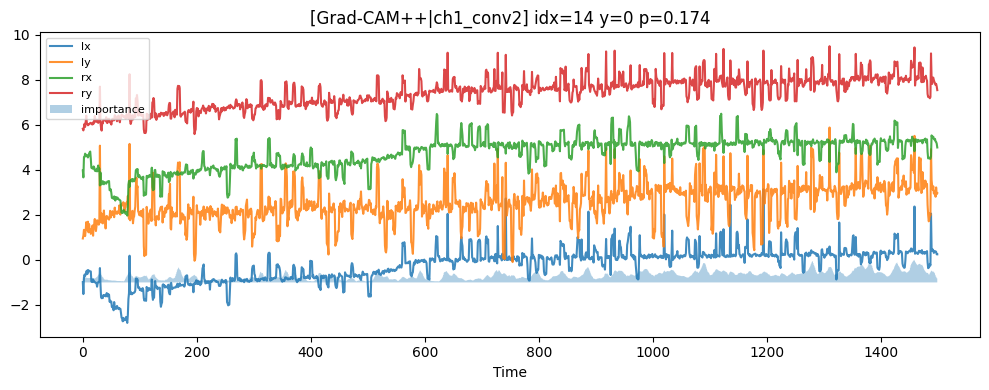 [Grad-CAM++|ch1_conv2] idx=14 y=0 p=0.174
10
8
6
4
2
0
−2
lx
ly
rx
ry
importance
0 200 400 600 800 1000 1200 1400
Time